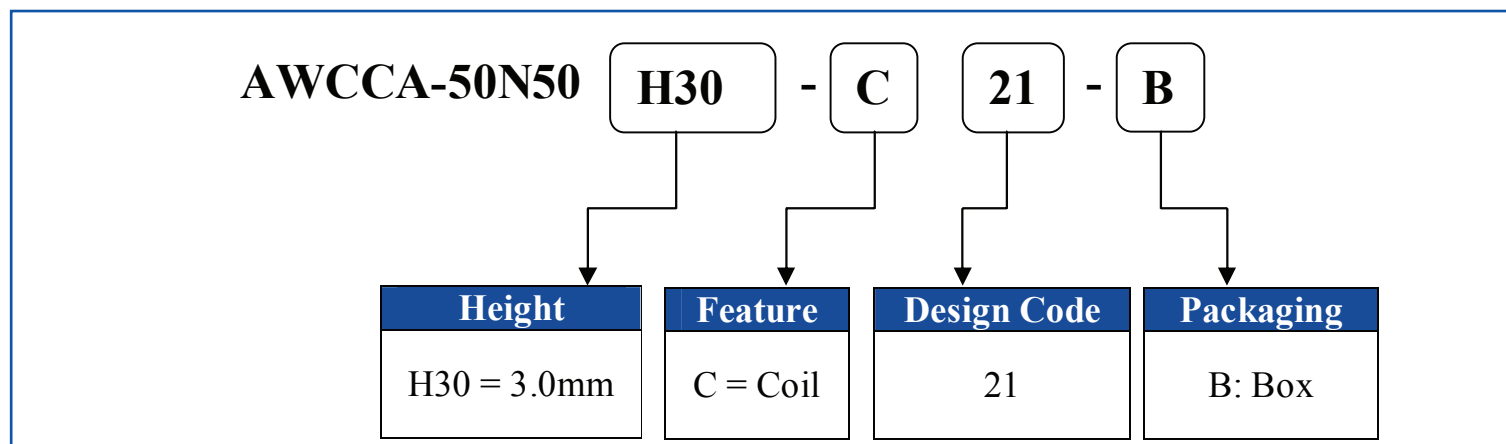 AWCCA-50N50 H30 - C 21 - B
Height Feature Design Code Packaging
H30 = 3.0mm C = Coil 21 B: Box